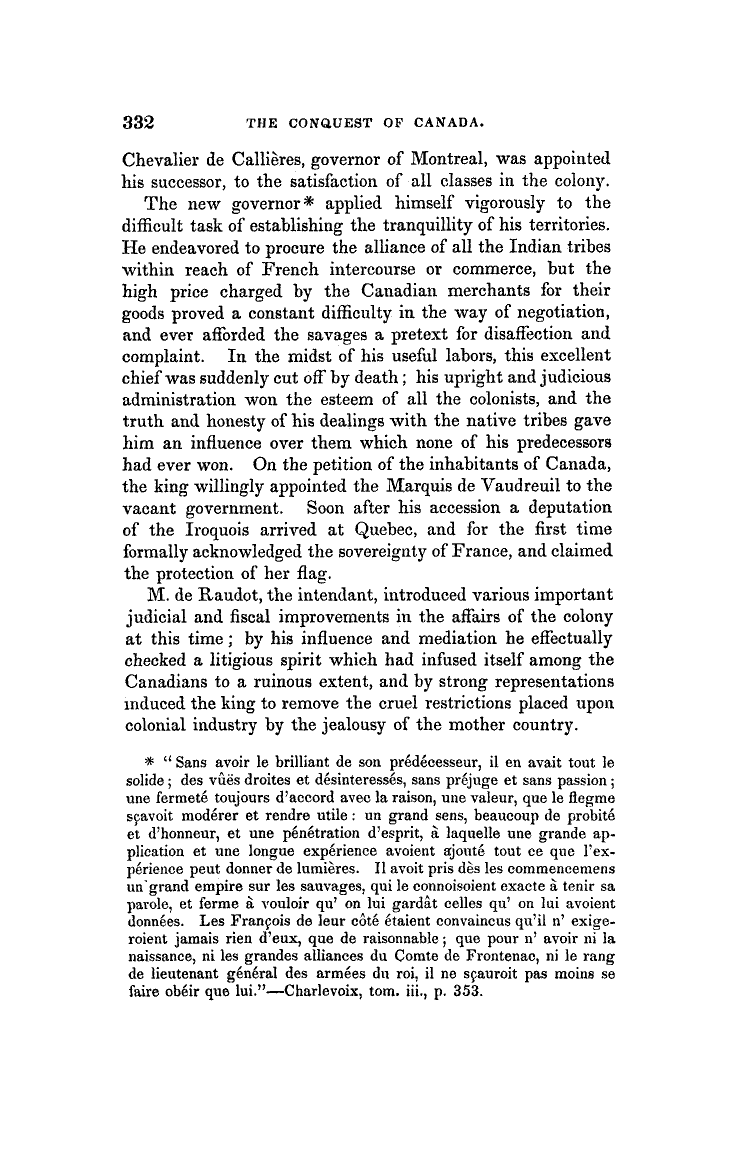 332 THE CONQUEST OF CANADA.
Chevalier de Callières, governor of Montreal, was appointed
his successor, to the satisfaction of all classes in the colony.
The new governor* applied himself vigorously to the
difficult task of establishing the tranquillity of his territories.
He endeavored to procure the alliance of all the Indian tribes
within reach of French intercourse or commerce, but the
high price charged by the Canadian merchants for their
goods proved a constant difficulty in the way of negotiation,
and ever afforded the savages a pretext for disaffection and
complaint. In the midst of his useful labors, this excellent
chief was suddenly cut off by death; his upright and judicious
administration won the esteem of all the colonists, and the
truth and honesty of his dealings with the native tribes gave
him an influence over them which none of his predecessors
had ever won. On the petition of the inhabitants of Canada,
the king willingly appointed the Marquis de Vaudreuil to the
vacant government. Soon after his accession a deputation
of the Iroquois arrived at Quebec, and for the first time
formally acknowledged the sovereignty of France, and claimed
the protection of her flag.
M. de Raudot, the intendant, introduced various important
judicial and fiscal improvements in the affairs of the colony
at this time; by his influence and mediation he effectually
checked a litigious spirit which had infused itself among the
Canadians to a ruinous extent, and by strong representations
induced the king to remove the cruel restrictions placed upon
colonial industry by the jealousy of the mother country.
* "Sans avoir le brilliant de son prédécesseur, il en avait tout le
solide; des vûës droites et désinteressés, sans préjuge et sans passion;
une fermeté toujours d'accord avec la raison, une valeur, que le flegme
sçavoit modérer et rendre utile: un grand sens, beaucoup de probité
et d'honneur, et une pénétration d'esprit, à laquelle une grande ap-
plication et une longue expérience avoient ajouté tout ce que l'ex-
périence peut donner de lumières. Il avoit pris dès les commencemens
un grand empire sur les sauvages, qui le connoisoient exacte à tenir sa
parole, et ferme à vouloir qu' on lui gardât celles qu' on lui avoient
données. Les François de leur côté étaient convaincus qu'il n' exige-
roient jamais rien d'eux, que de raisonnable; que pour n' avoir ni la
naissance, ni les grandes alliances du Comte de Frontenac, ni le rang
de lieutenant général des armées du roi, il ne sçauroit pas moins se
faire obéir que lui."—Charlevoix, tom. iii., p. 353.